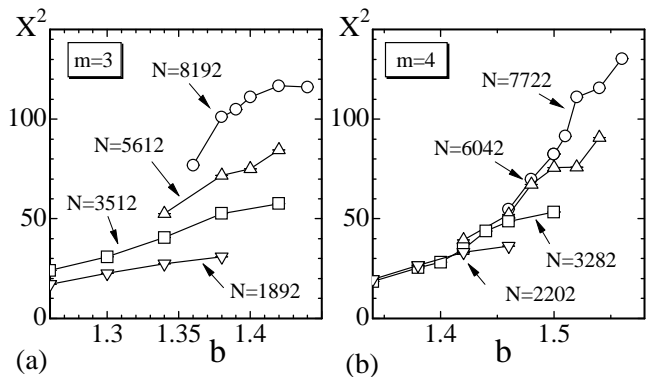 X²
m=3
N=8192
100
N=5612
N=3512
50
N=1892
0
1.3
1.35
1.4
(a)
b
X²
m=4
N=7722
100
N=6042
50
N=3282
N=2202
0
1.4
1.5
(b)
b